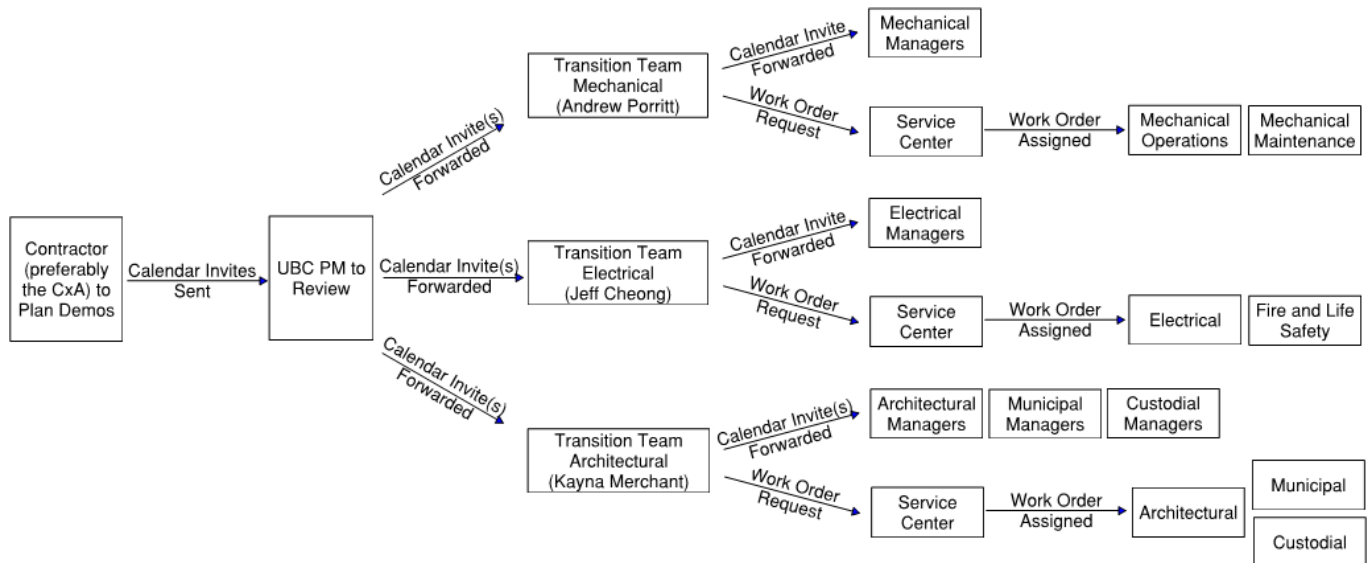 Contractor
(preferably
the CxA) to
Plan Demos
Calendar Invites
Sent
UBC PM to
Review
Calendar Invite(s)
Forwarded
Transition Team
Mechanical
(Andrew Porritt)
Calendar Invite
Forwarded
Mechanical
Managers
Work Order
Request
Service
Center
Work Order
Assigned
Mechanical
Operations
Mechanical
Maintenance
Calendar Invite(s)
Forwarded
Transition Team
Electrical
(Jeff Cheong)
Calendar Invite
Forwarded
Electrical
Managers
Work Order
Request
Service
Center
Work Order
Assigned
Electrical
Fire and Life
Safety
Calendar Invite(s)
Forwarded
Transition Team
Architectural
(Kayna Merchant)
Calendar Invite(s)
Forwarded
Architectural
Managers
Municipal
Managers
Custodial
Managers
Work Order
Request
Service
Center
Work Order
Assigned
Architectural
Municipal
Custodial